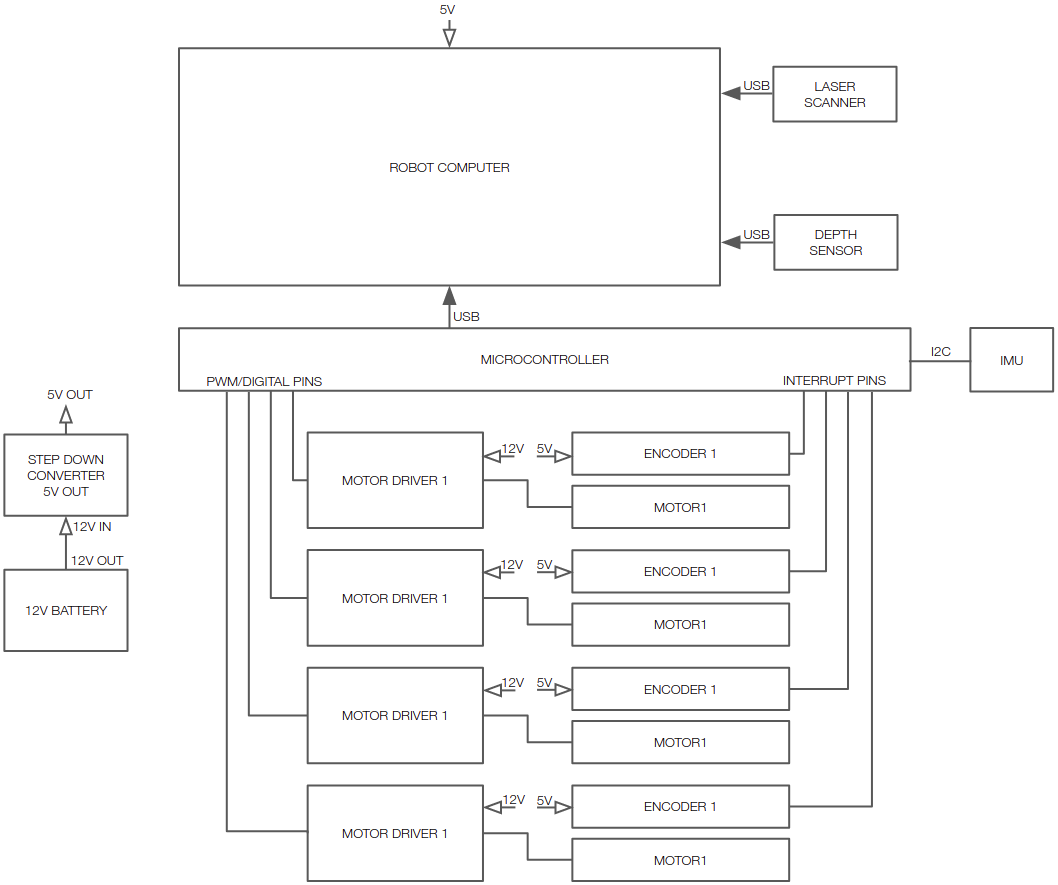 5V
USB
LASER
SCANNER
ROBOT COMPUTER
USB
DEPTH
SENSOR
USB
MICROCONTROLLER
I2C
IMU
PWM/DIGITAL PINS
INTERRUPT PINS
5V OUT
STEP DOWN
CONVERTER
5V OUT
12V IN
12V OUT
12V BATTERY
MOTOR DRIVER 1
12V
5V
ENCODER 1
MOTOR1
MOTOR DRIVER 1
12V
5V
ENCODER 1
MOTOR1
MOTOR DRIVER 1
12V
5V
ENCODER 1
MOTOR1
MOTOR DRIVER 1
12V
5V
ENCODER 1
MOTOR1